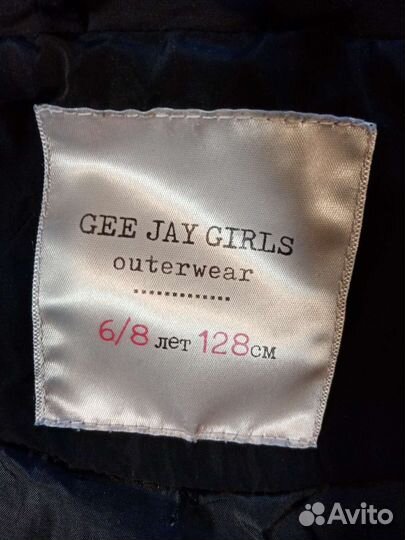 GEE JAY GIRLS
outerwear
6/8 лет 128см
Avito